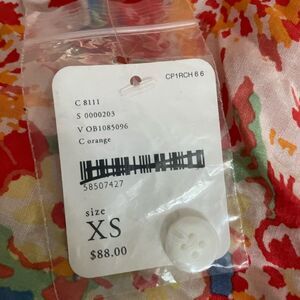 CP1RCH 6 6
C 8111
S 0000203
V OB1085096
C orange
58507427
size
XS
$88.00